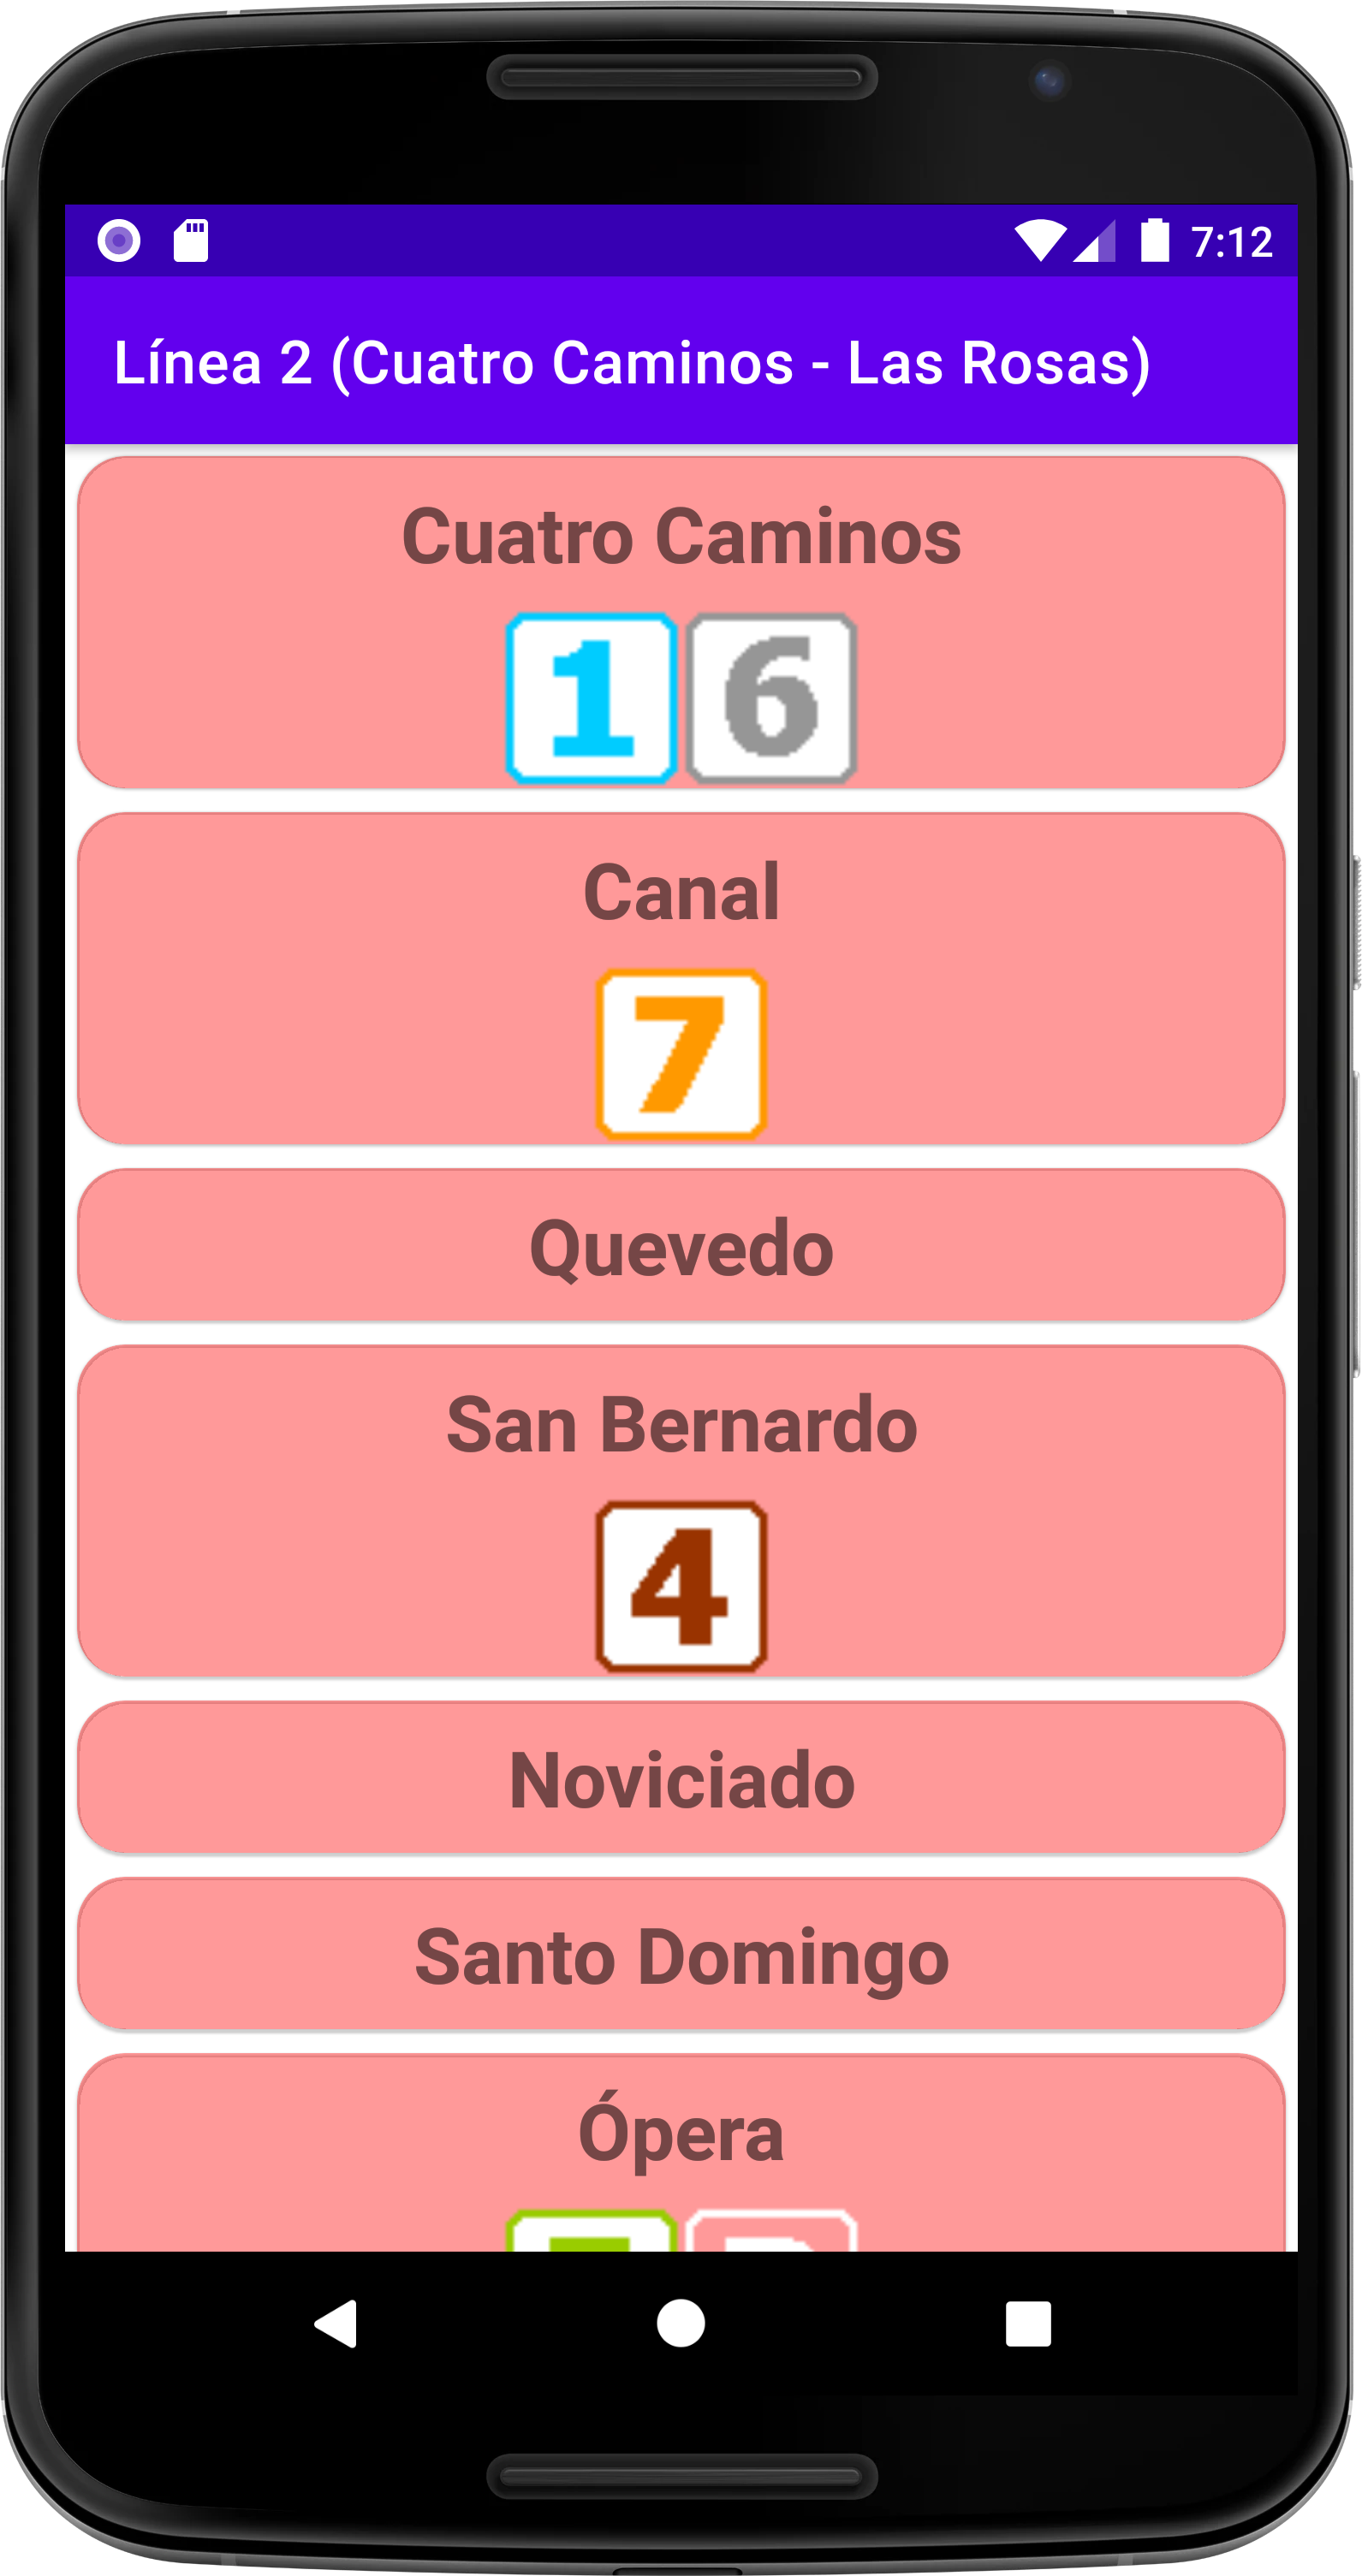 7:12
Línea 2 (Cuatro Caminos - Las Rosas)
Cuatro Caminos
1 6
Canal
7
Quevedo
San Bernardo
4
Noviciado
Santo Domingo
Ópera